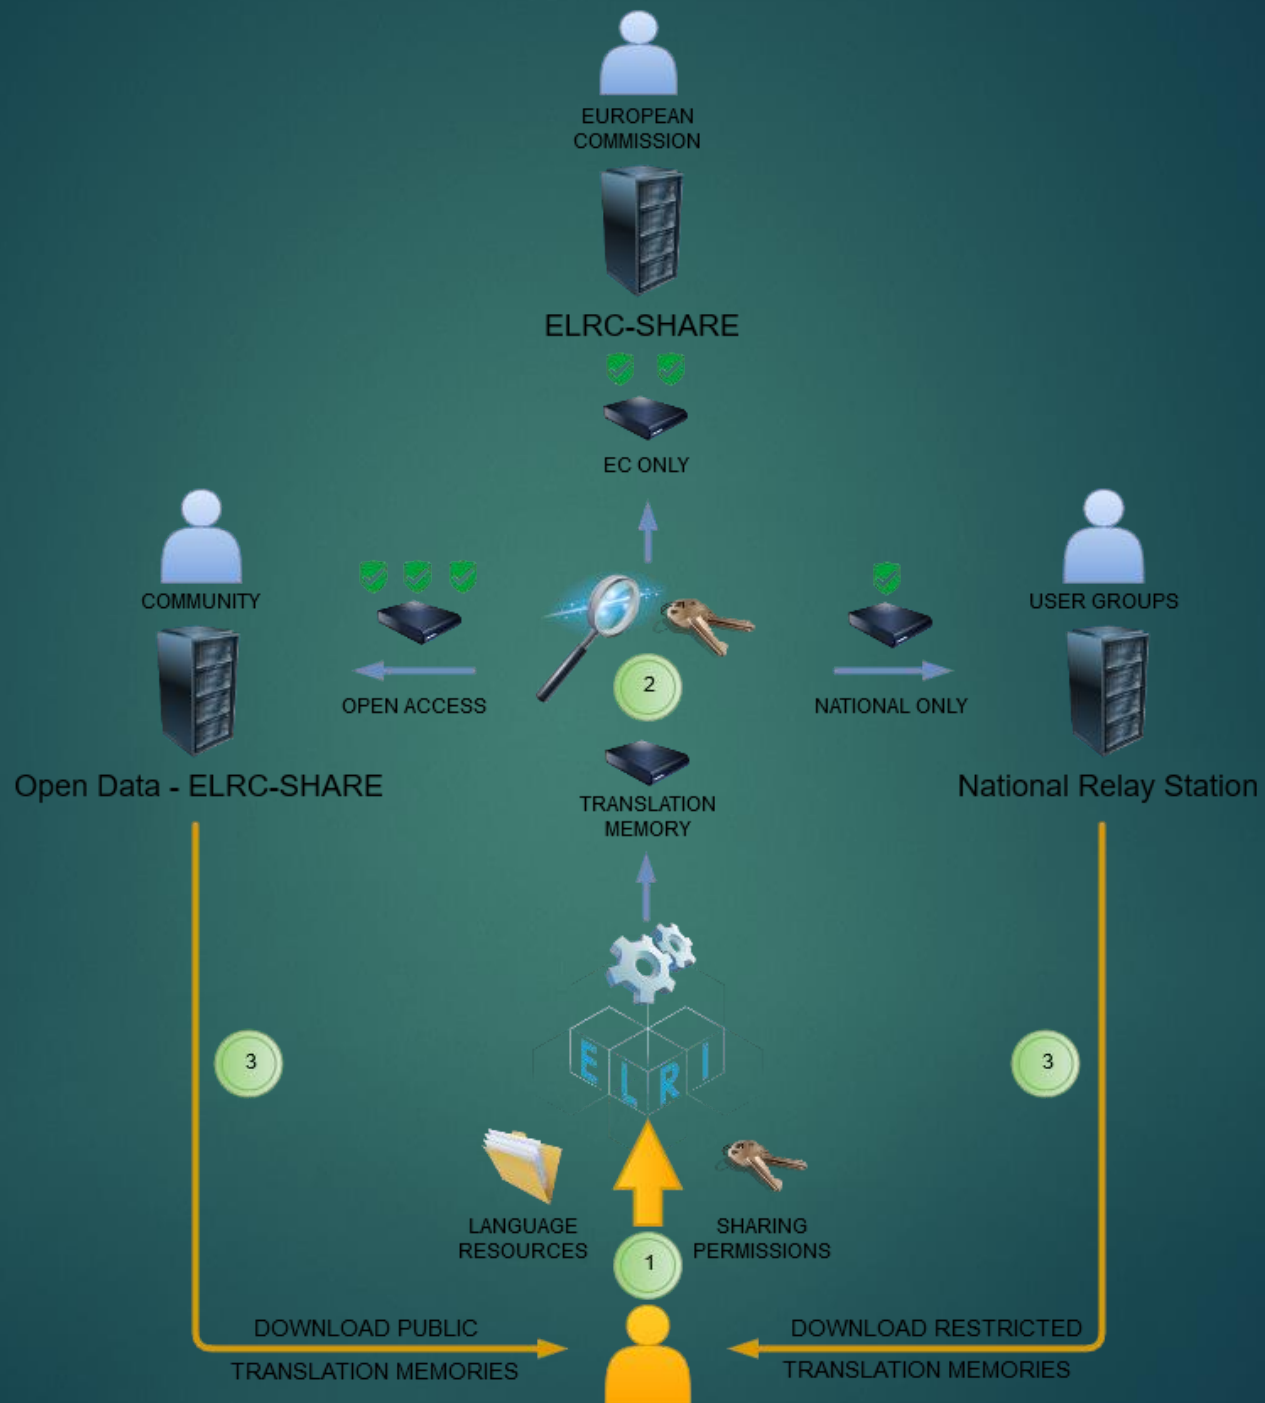 EUROPEAN
COMMISSION
ELRC-SHARE
EC ONLY
COMMUNITY
OPEN ACCESS
Open Data - ELRC-SHARE
2
NATIONAL ONLY
USER GROUPS
National Relay Station
TRANSLATION
MEMORY
ELRI
3
3
LANGUAGE
RESOURCES
SHARING
PERMISSIONS
1
DOWNLOAD PUBLIC
TRANSLATION MEMORIES
DOWNLOAD RESTRICTED
TRANSLATION MEMORIES